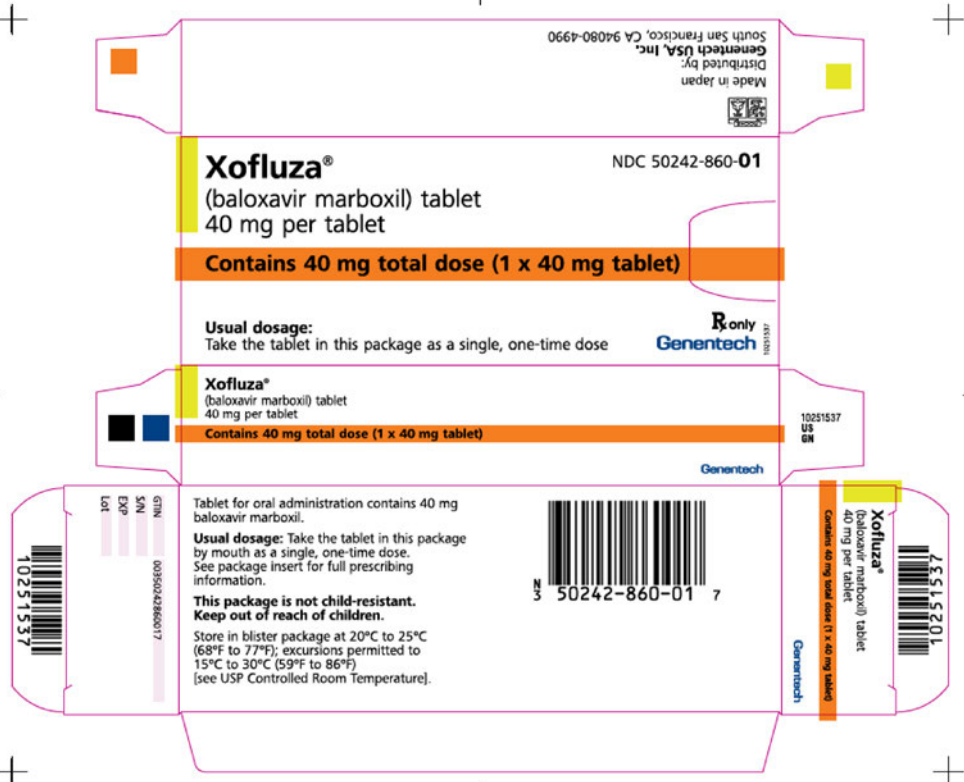 Made in Japan
Distributed by:
Genentech USA, Inc.
South San Francisco, CA 94080-4990
Xofluza®
(baloxavir marboxil) tablet
40 mg per tablet
NDC 50242-860-01
Contains 40 mg total dose (1 x 40 mg tablet)
Usual dosage:
Take the tablet in this package as a single, one-time dose
Rx only
Genentech
10251537
Xofluza®
(baloxavir marboxil) tablet
40 mg per tablet
Contains 40 mg total dose (1 x 40 mg tablet)
Genentech
10251537
US
GN
10251537
GTIN 00350242860017
S/N
EXP
Lot
Tablet for oral administration contains 40 mg
baloxavir marboxil.
Usual dosage: Take the tablet in this package
by mouth as a single, one-time dose.
See package insert for full prescribing
information.
This package is not child-resistant.
Keep out of reach of children.
Store in blister package at 20°C to 25°C
(68°F to 77°F); excursions permitted to
15°C to 30°C (59°F to 86°F)
[see USP Controlled Room Temperature].
N
3 50242-860-01 7
Xofluza®
(baloxavir marboxil) tablet
40 mg per tablet
Contains 40 mg total dose (1 x 40 mg tablet)
Genentech
10251537